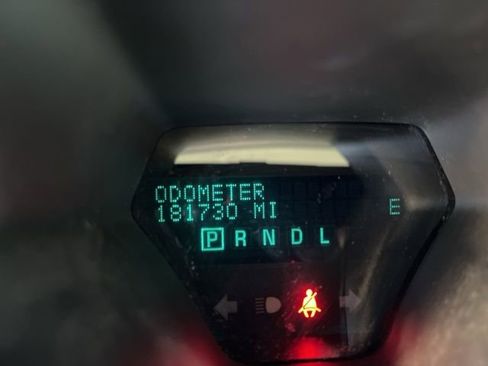 ODOMETER
181730 MI E
P R N D L